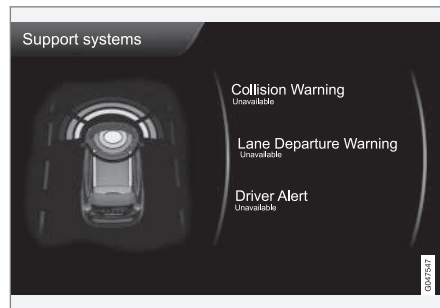 Support systems
Collision Warning
Unavailable
Lane Departure Warning
Unavailable
Driver Alert
Unavailable
G047547